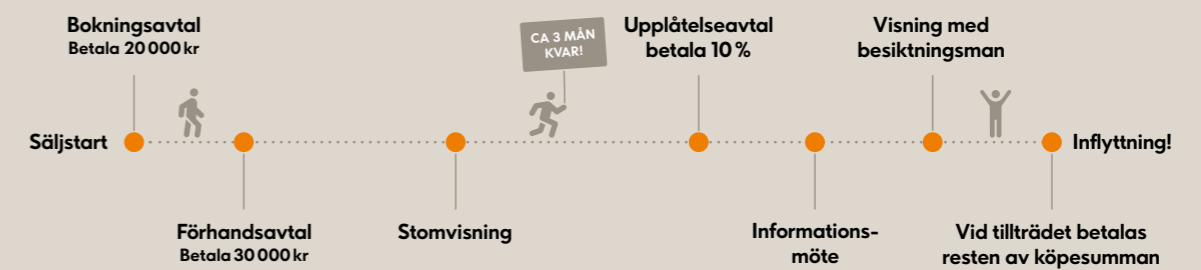 Bokningsavtal
Betala 20 000 kr
CA 3 MÅN
KVAR!
Upplåtelseavtal
betala 10 %
Visning med
besiktningsman
Säljstart
Inflyttning!
Förhandsavtal
Betala 30 000 kr
Stomvisning
Informations-
möte
Vid tillträdet betalas
resten av köpesumman